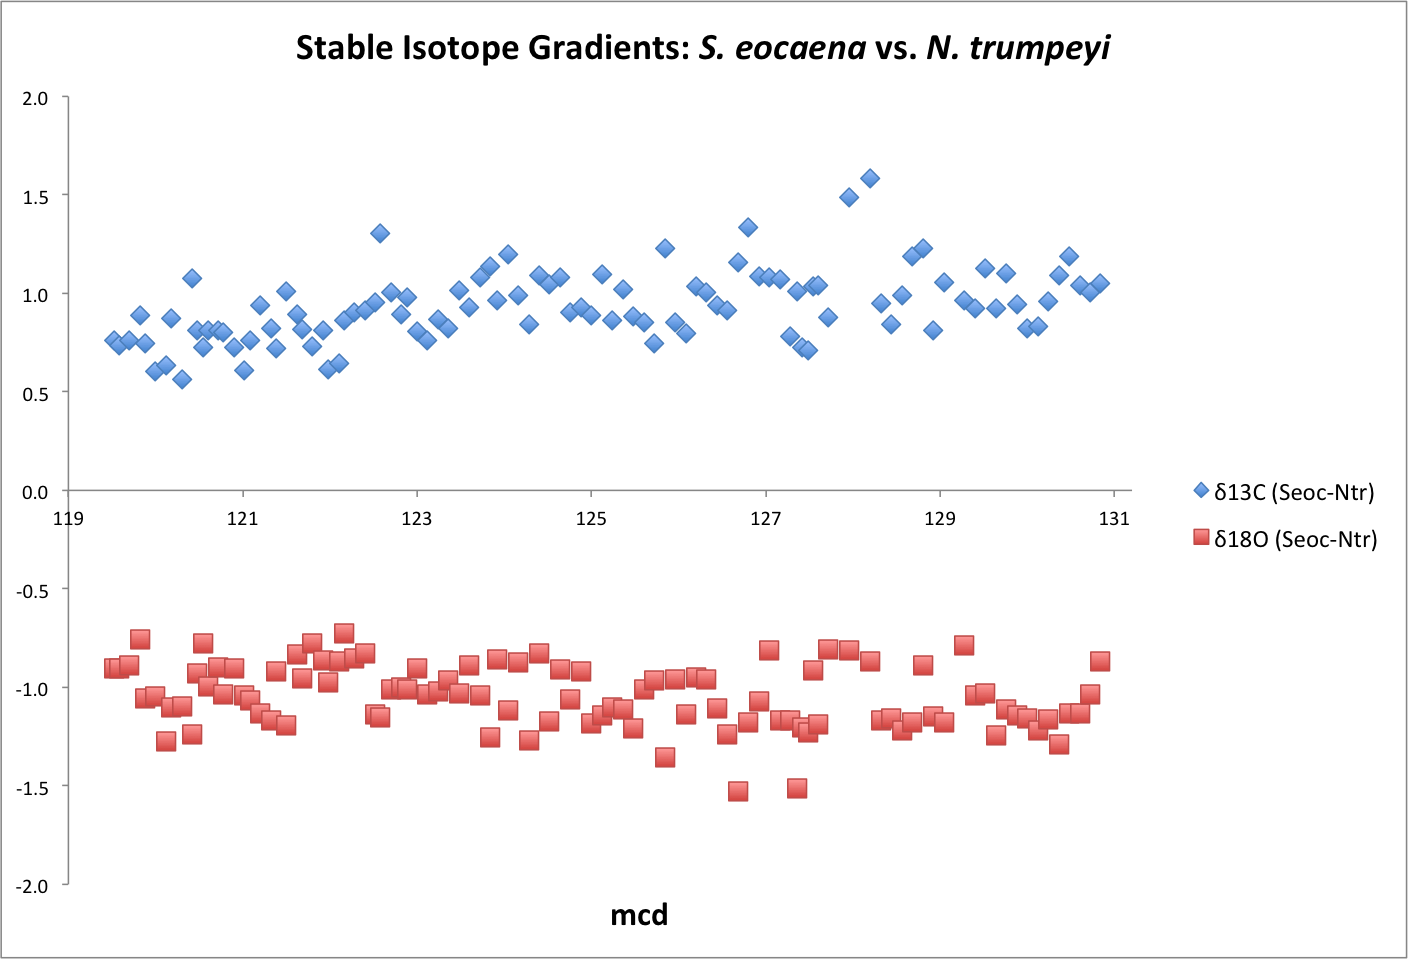 Stable Isotope Gradients: S. eocaena vs. N. trumpeyi
2.0
1.5
1.0
0.5
0.0
119 121 123 125 127 129 131
-0.5
-1.0
-1.5
-2.0
mcd
δ13C (Seoc-Ntr)
δ18O (Seoc-Ntr)